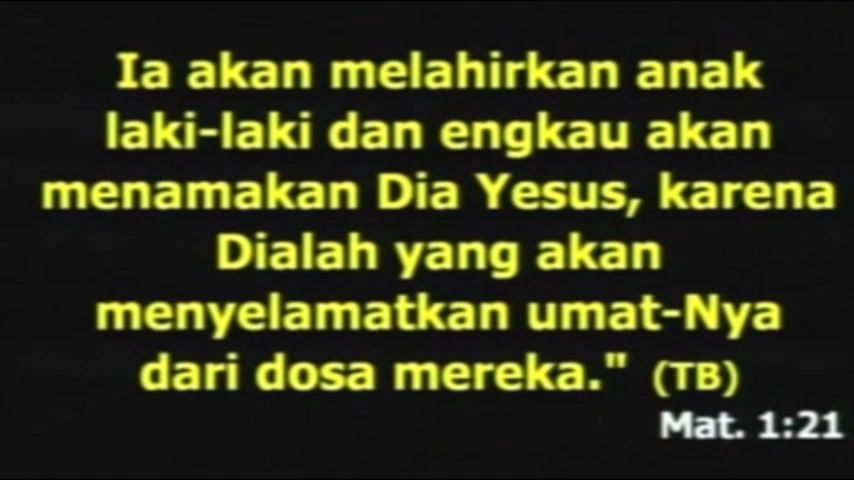 Ia akan melahirkan anak
laki-laki dan engkau akan
menamakan Dia Yesus, karena
Dialah yang akan
menyelamatkan umat-Nya
dari dosa mereka." (TB)
Mat. 1:21